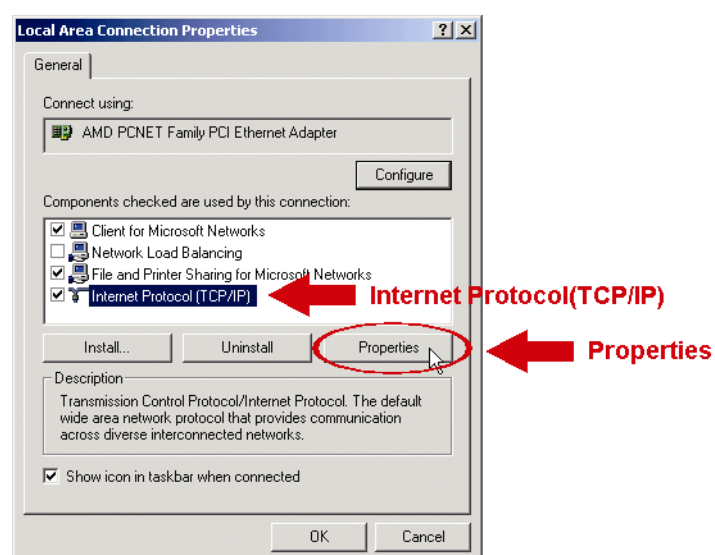 Local Area Connection Properties
General
Connect using:
AMD PCNET Family PCI Ethernet Adapter
Configure
Components checked are used by this connection:
Client for Microsoft Networks
Network Load Balancing
File and Printer Sharing for Microsoft Networks
Internet Protocol (TCP/IP)
Internet Protocol(TCP/IP)
Install...
Uninstall
Properties
Properties
Description
Transmission Control Protocol/Internet Protocol. The default
wide area network protocol that provides communication
across diverse interconnected networks.
Show icon in taskbar when connected
OK
Cancel